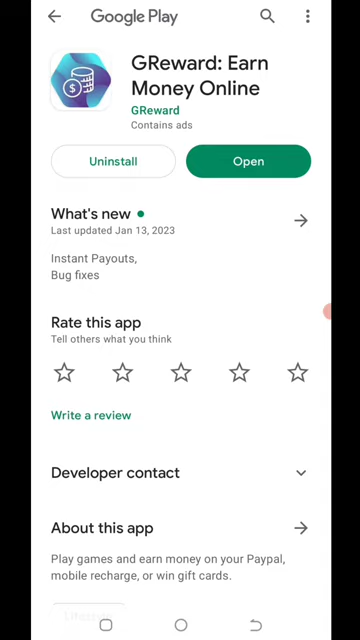 Google Play
GReward: Earn
Money Online
GReward
Contains ads
Uninstall
Open
What's new
Last updated Jan 13, 2023
Instant Payouts,
Bug fixes
Rate this app
Tell others what you think
Write a review
Developer contact
About this app
Play games and earn money on your Paypal,
mobile recharge, or win gift cards.